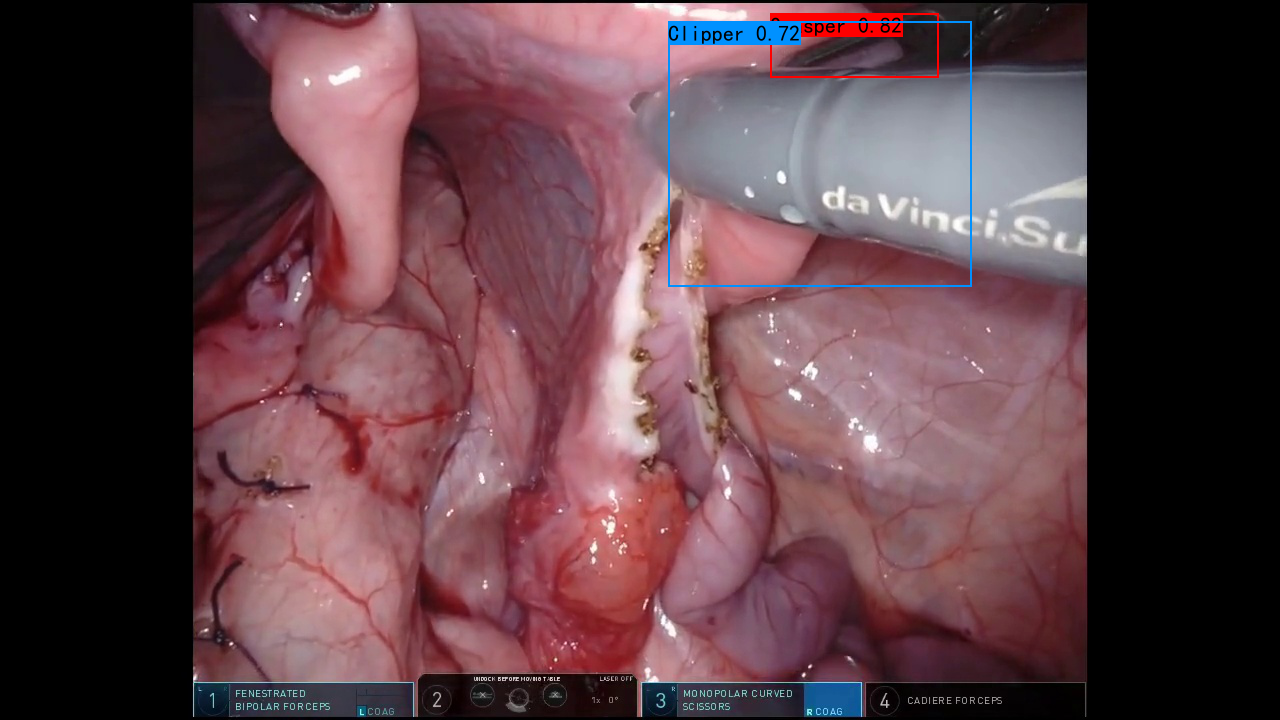 Clipper 0.72
sper 0.82
da Vinci.Su
1
FENESTRATED
BIPOLAR FORCEPS
L COAG
2
UNDOCK BEFORE MOVING TABLE
LASER OFF
1x 0°
3
MONOPOLAR CURVED
SCISSORS
R COAG
4
CADIERE FORCEPS